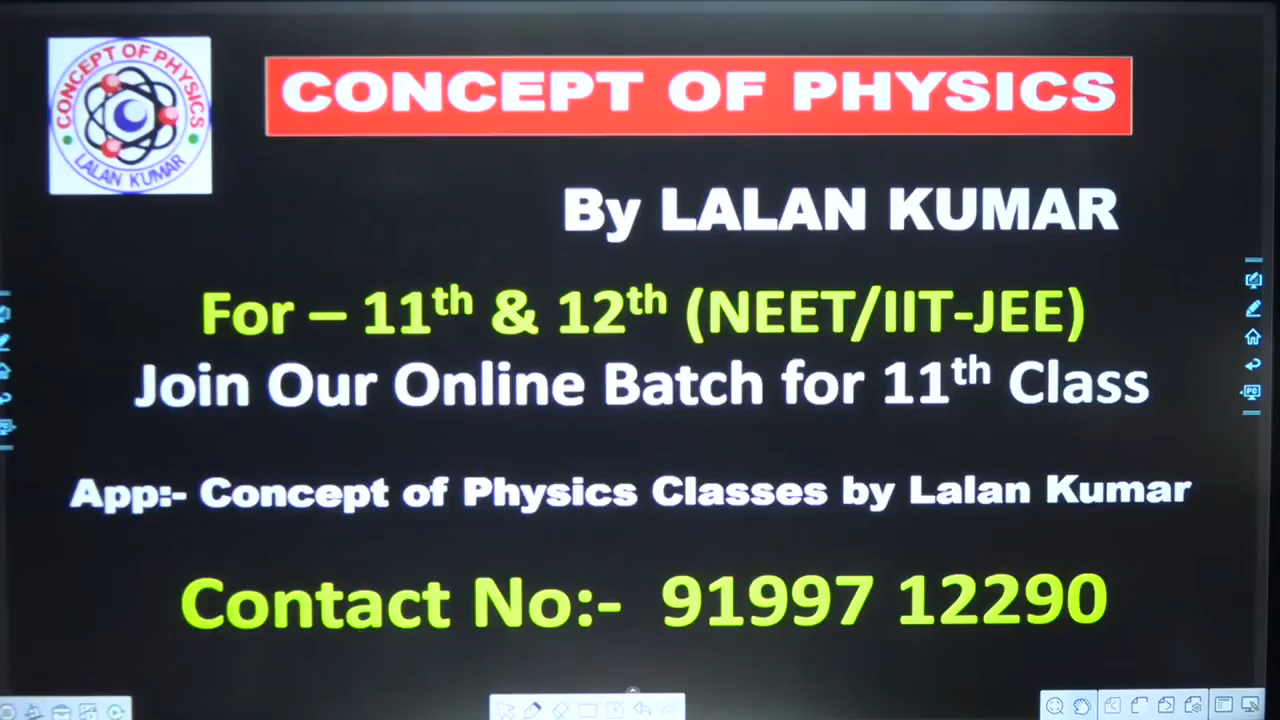 CONCEPT OF PHYSICS
LALAN KUMAR
CONCEPT OF PHYSICS
By LALAN KUMAR
For – 11th & 12th (NEET/IIT-JEE)
Join Our Online Batch for 11th Class
App:- Concept of Physics Classes by Lalan Kumar
Contact No:- 91997 12290
PC